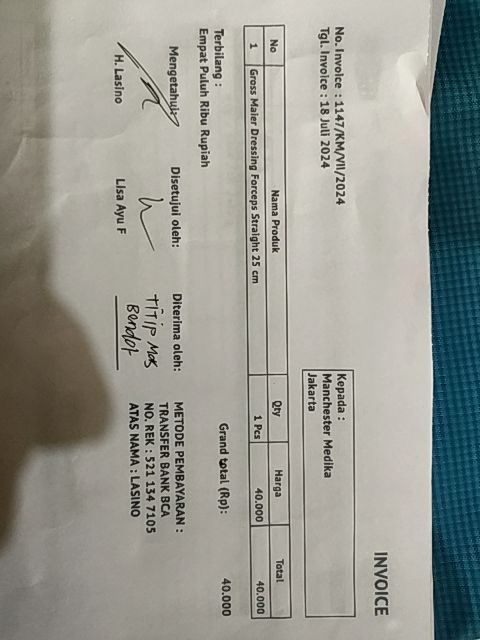 INVOICE
No. Invoice : 1147/KM/VII/2024
Tgl. Invoice : 18 Juli 2024
Kepada :
Manchester Medika
Jakarta
No Nama Produk Qty Harga Total
1 Gross Maier Dressing Forceps Straight 25 cm 1 Pcs 40.000 40.000
Grand total (Rp): 40.000
Terbilang :
Empat Puluh Ribu Rupiah
Mengetahui: Disetujui oleh: Diterima oleh:
Titip Mas
Bendot
H. Lasino Lisa Ayu F
METODE PEMBAYARAN :
TRANSFER BANK BCA
NO. REK : 521 134 7105
ATAS NAMA : LASINO